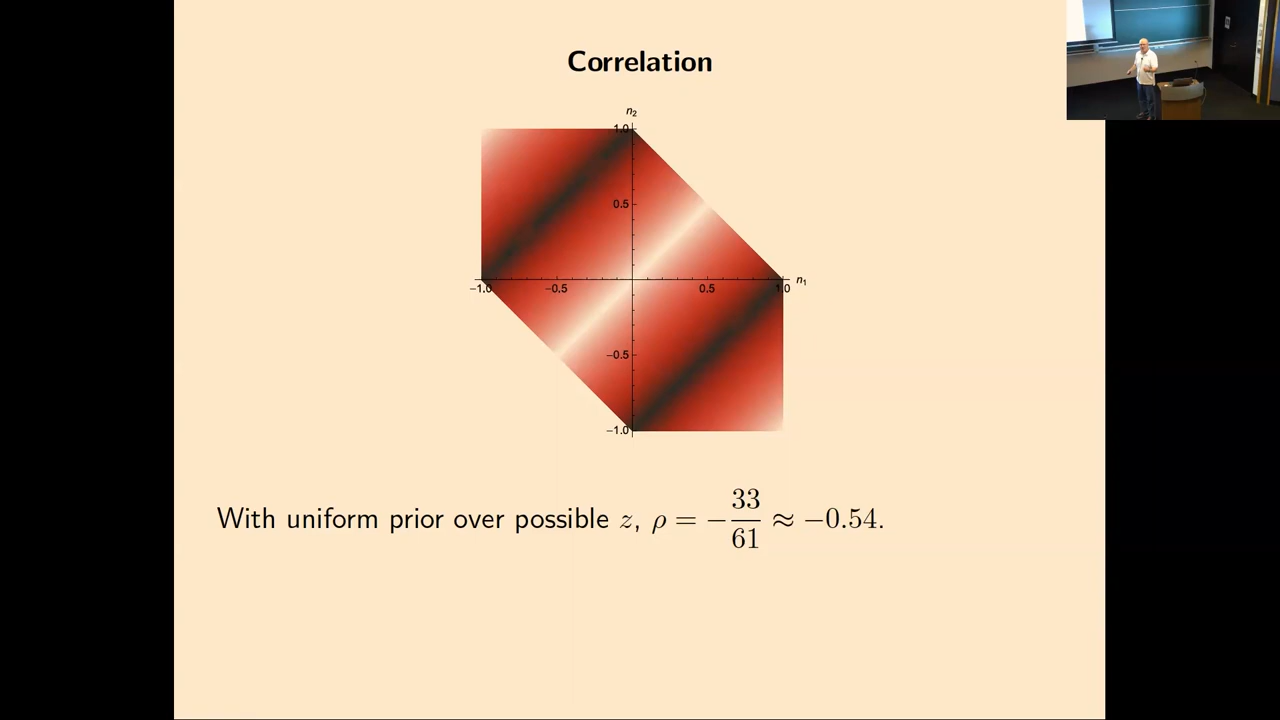 Correlation
n₂
1.0
0.5
−1.0 −0.5 0.5 1.0 n₁
−0.5
−1.0
With uniform prior over possible z, ρ = −33/61 ≈ −0.54.